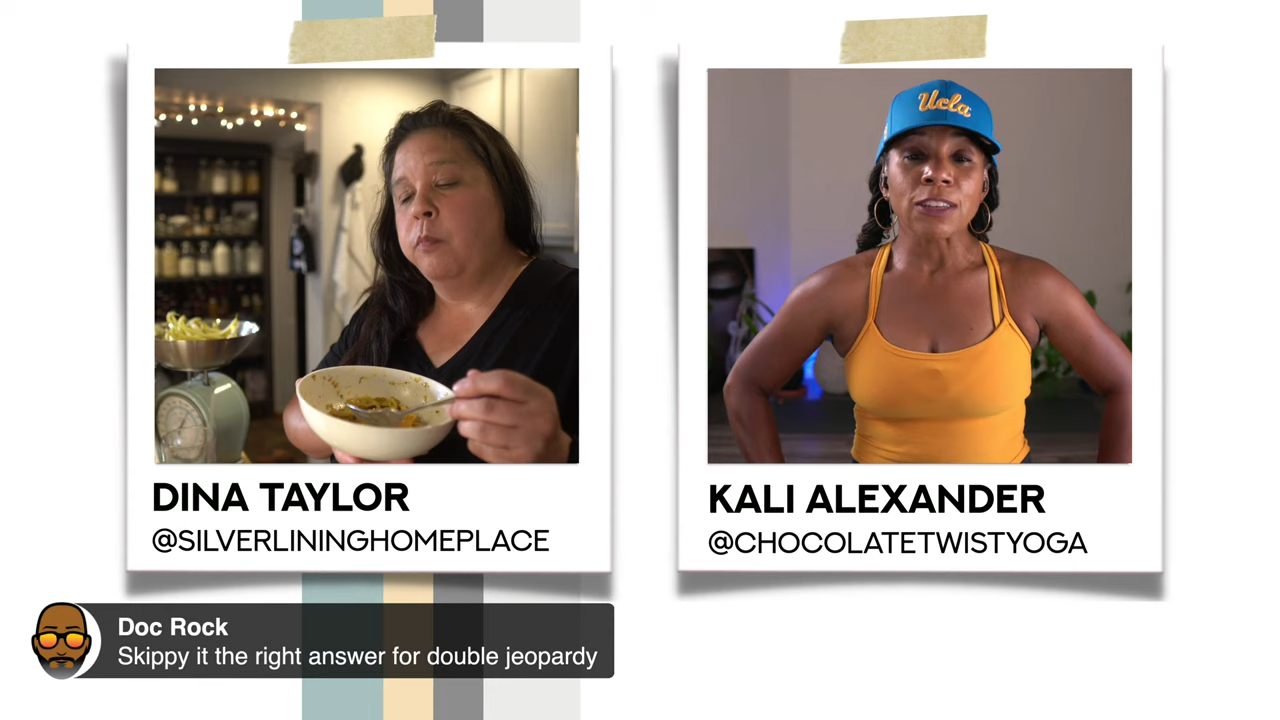 Ucla
DINA TAYLOR
@SILVERLININGHOMEPLACE
KALI ALEXANDER
@CHOCOLATETWISTYOGA
Doc Rock
Skippy it the right answer for double jeopardy